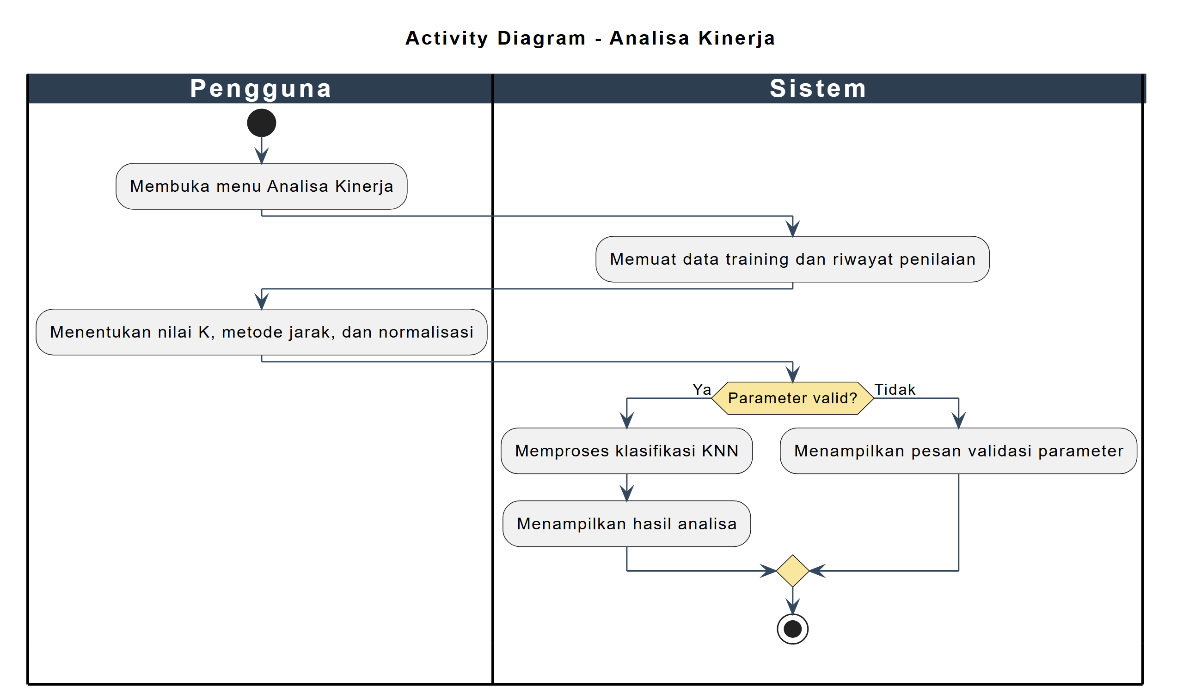 Activity Diagram - Analisa Kinerja
Pengguna
Sistem
Membuka menu Analisa Kinerja
Memuat data training dan riwayat penilaian
Menentukan nilai K, metode jarak, dan normalisasi
Ya
Parameter valid?
Tidak
Memproses klasifikasi KNN
Menampilkan pesan validasi parameter
Menampilkan hasil analisa